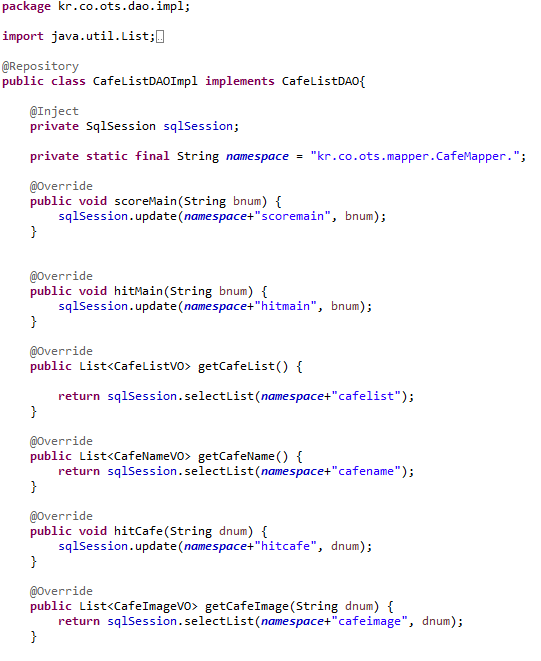 package kr.co.ots.dao.impl;
import java.util.List;
@Repository
public class CafeListDAOImpl implements CafeListDAO{
@Inject
private SqlSession sqlSession;
private static final String namespace = "kr.co.ots.mapper.CafeMapper.";
@Override
public void scoreMain(String bnum) {
sqlSession.update(namespace+"scoremain", bnum);
}
@Override
public void hitMain(String bnum) {
sqlSession.update(namespace+"hitmain", bnum);
}
@Override
public List<CafeListVO> getCafeList() {
return sqlSession.selectList(namespace+"cafelist");
}
@Override
public List<CafeNameVO> getCafeName() {
return sqlSession.selectList(namespace+"cafename");
}
@Override
public void hitCafe(String dnum) {
sqlSession.update(namespace+"hitcafe", dnum);
}
@Override
public List<CafeImageVO> getCafeImage(String dnum) {
return sqlSession.selectList(namespace+"cafeimage", dnum);
}